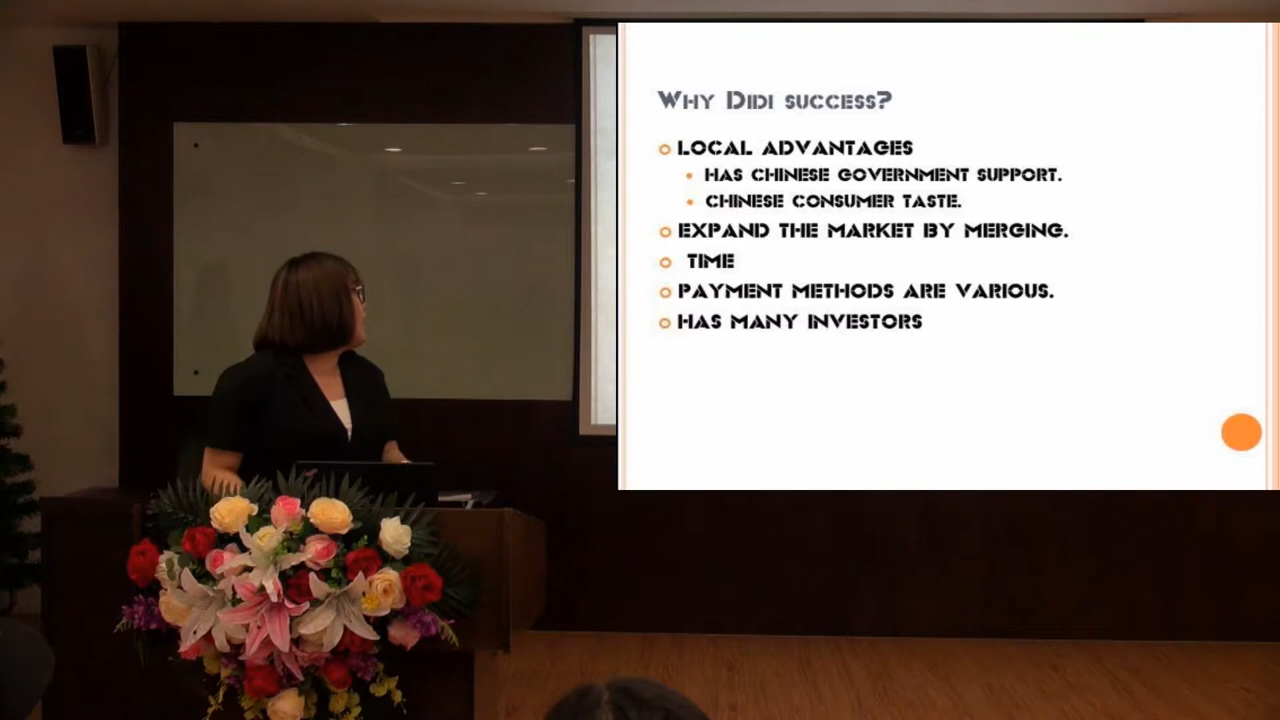 WHY DIDI SUCCESS?
LOCAL ADVANTAGES
HAS CHINESE GOVERNMENT SUPPORT.
CHINESE CONSUMER TASTE.
EXPAND THE MARKET BY MERGING.
TIME
PAYMENT METHODS ARE VARIOUS.
HAS MANY INVESTORS